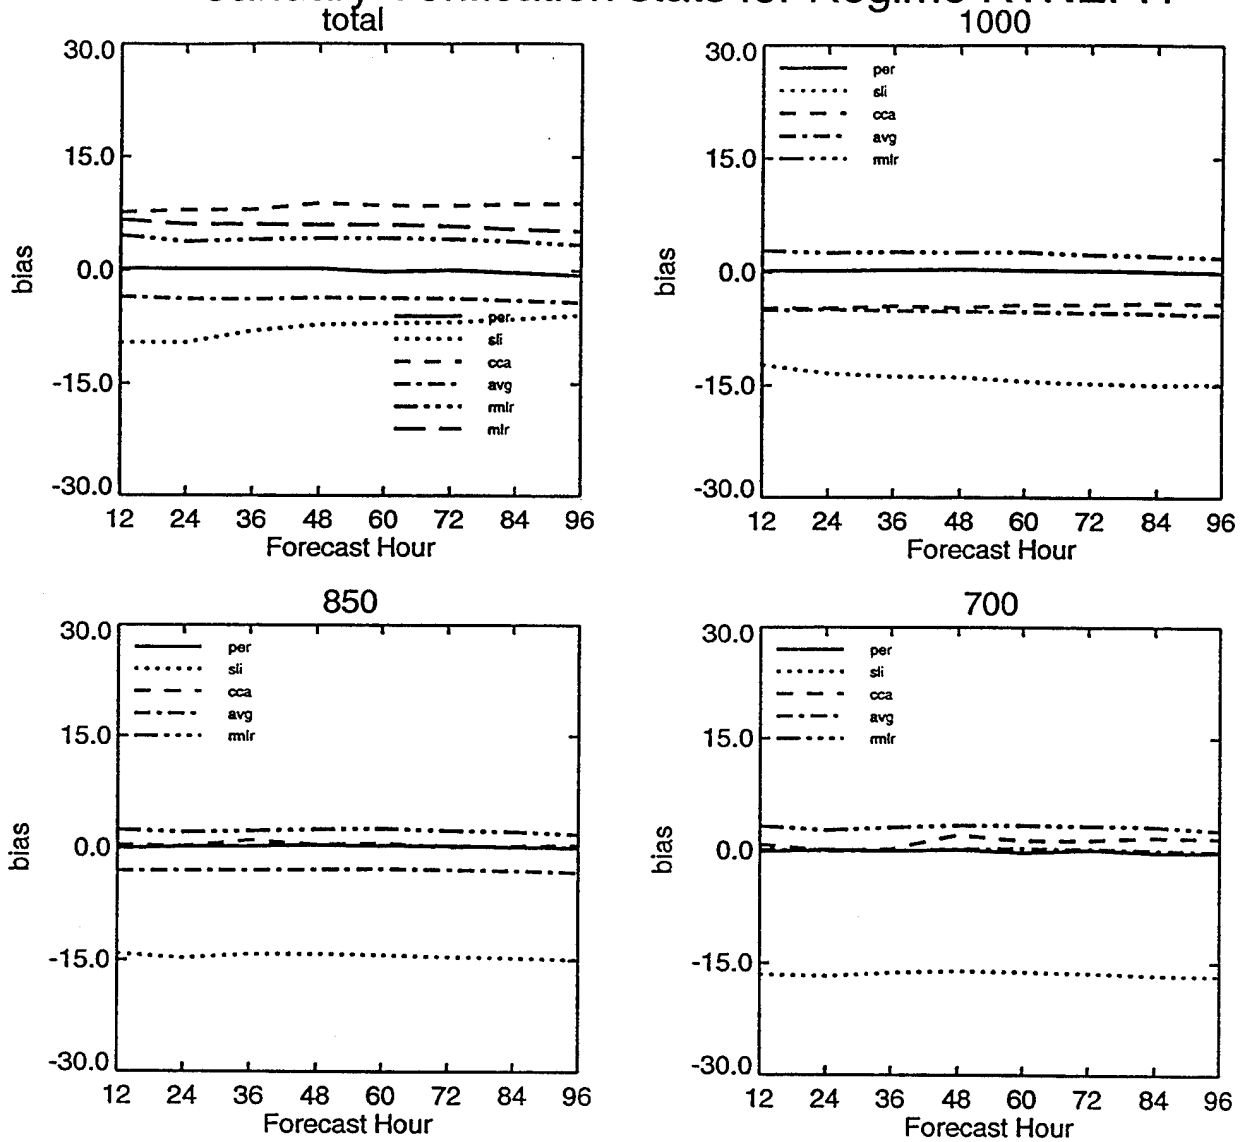 total
30.0
15.0
0.0
-15.0
-30.0
bias
per
sli
cca
avg
rmlr
mlr
12 24 36 48 60 72 84 96
Forecast Hour
1000
30.0
15.0
0.0
-15.0
-30.0
bias
per
sli
cca
avg
rmlr
12 24 36 48 60 72 84 96
Forecast Hour
850
30.0
15.0
0.0
-15.0
-30.0
bias
per
sli
cca
avg
rmlr
12 24 36 48 60 72 84 96
Forecast Hour
700
30.0
15.0
0.0
-15.0
-30.0
bias
per
sli
cca
avg
rmlr
12 24 36 48 60 72 84 96
Forecast Hour